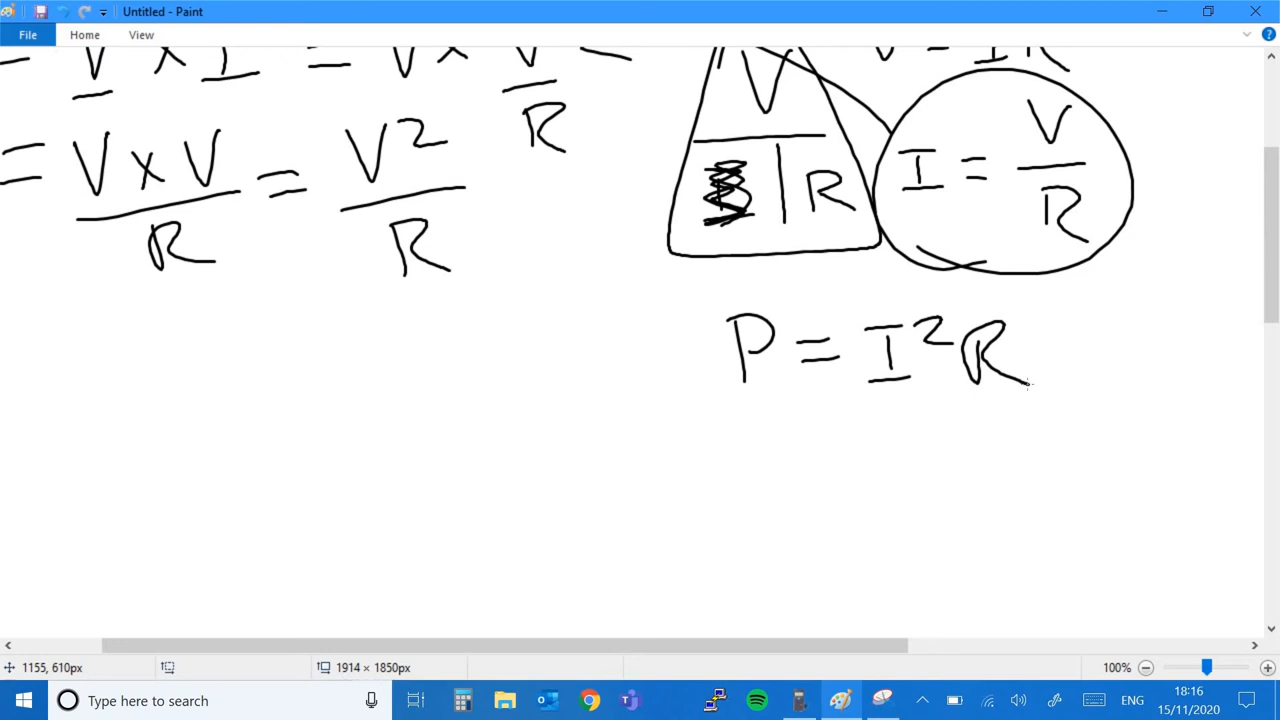 Untitled - Paint
File Home View
= V x I = V x V/R =
V = IR
V
I = V/R
R
= V x V/R = V²/R
P = I²R
1155, 610px
1914 × 1850px
100%
Type here to search
ENG
18:16
15/11/2020